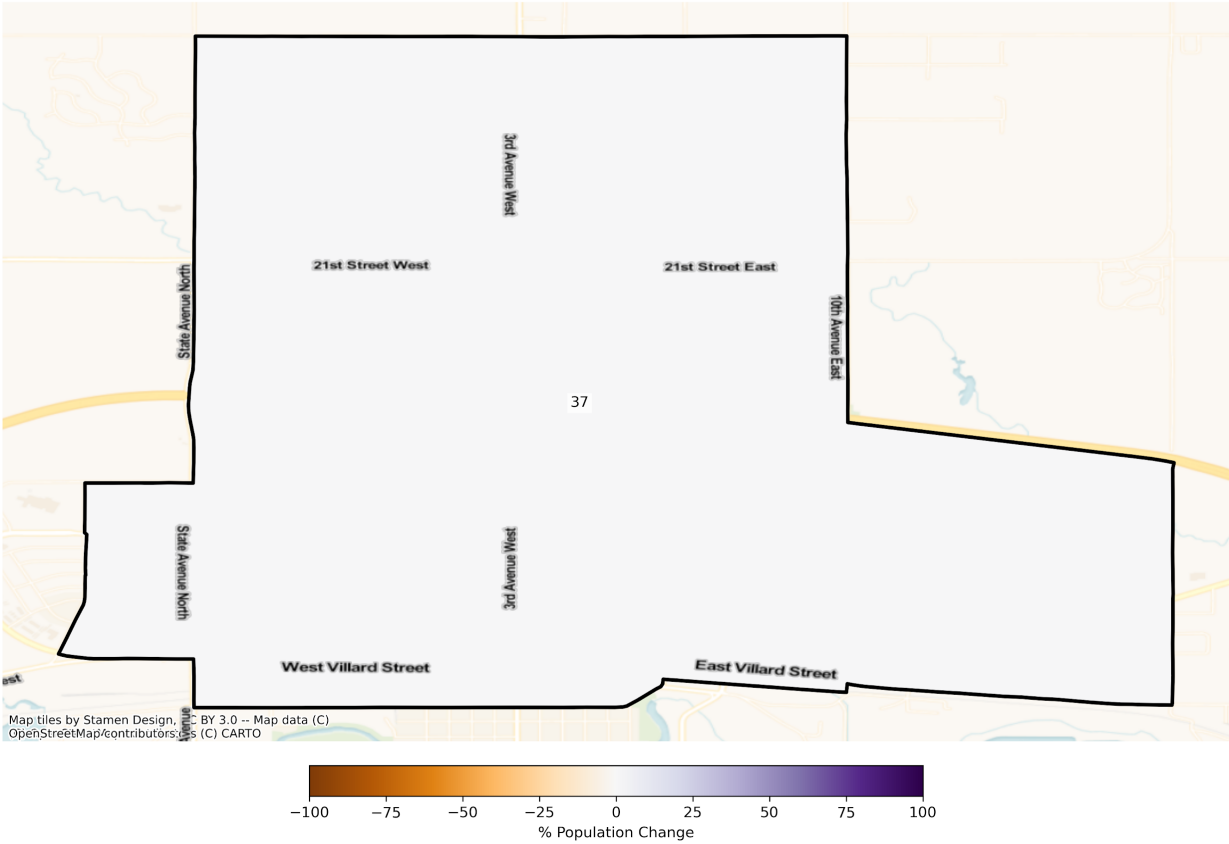 3rd Avenue West
21st Street West
21st Street East
State Avenue North
10th Avenue East
37
State Avenue North
3rd Avenue West
West Villard Street
East Villard Street
est
Avenue
Map tiles by Stamen Design, CC BY 3.0 -- Map data (C)
OpenStreetMap contributors (C) CARTO
−100 −75 −50 −25 0 25 50 75 100
% Population Change